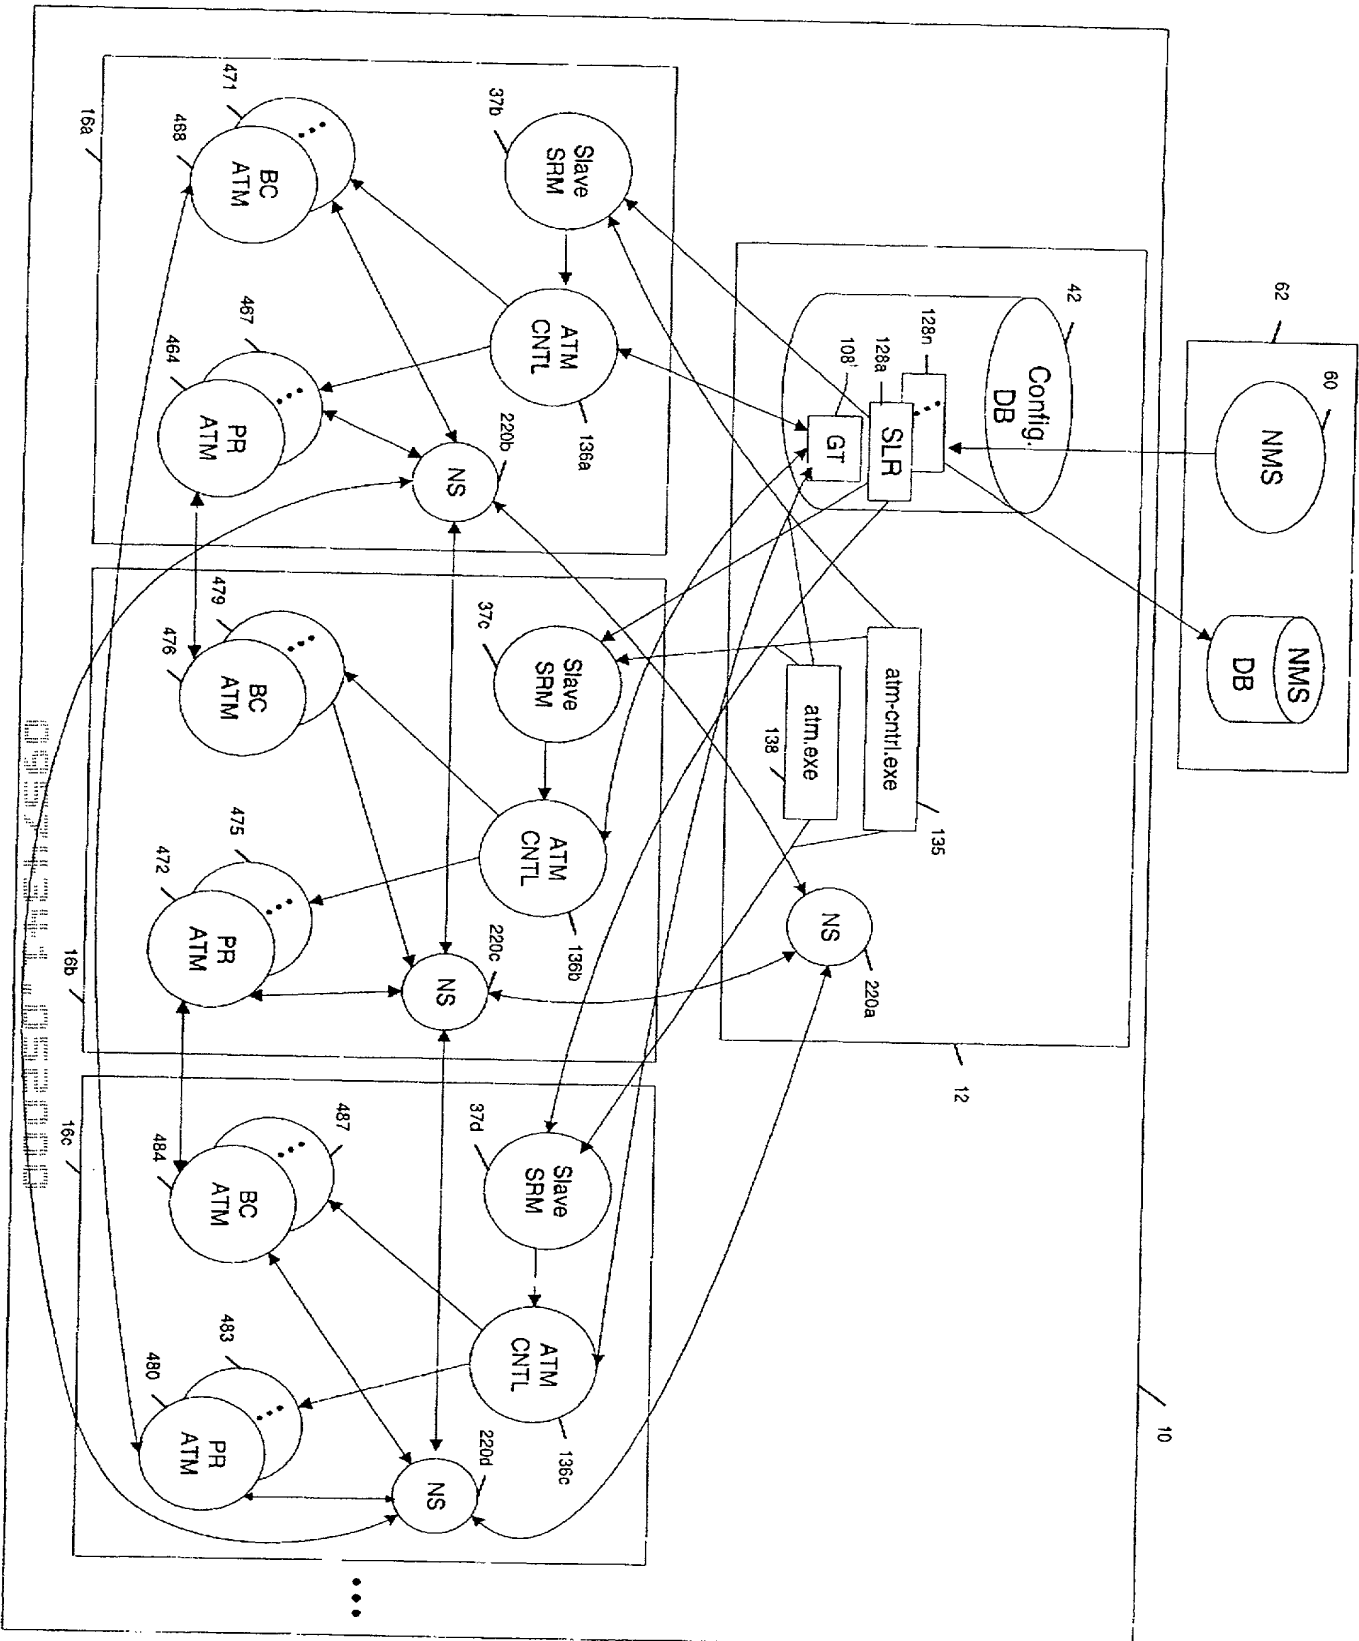 62
60
NMS
NMS
DB
10
12
42
Config.
DB
128n
128a
SLR
108'
GT
atm-cntrl.exe
135
atm.exe
138
NS
220a
16a
37b
Slave
SRM
ATM
CNTL
136a
471
468
BC
ATM
467
464
PR
ATM
220b
NS
16b
37c
Slave
SRM
ATM
CNTL
136b
479
476
BC
ATM
475
472
PR
ATM
220c
NS
16c
37d
Slave
SRM
ATM
CNTL
136c
487
484
BC
ATM
483
480
PR
ATM
220d
NS